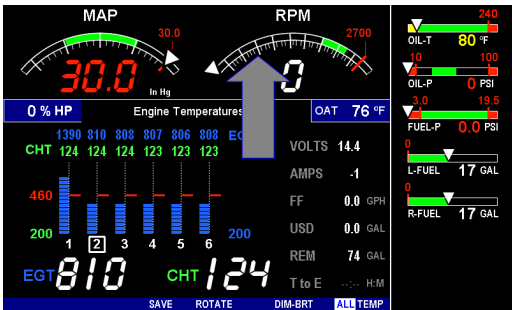 MAP
RPM
30.0
2700
30.0
In Hg
0
0 % HP
Engine Temperatures
OAT 76 ºF
1390 810 808 807 806 808
CHT 124 124 124 123 123 123
460
200
200
1 2 3 4 5 6
EGT 810 CHT 124
VOLTS 14.4
AMPS -1
FF 0.0 GPH
USD 0.0 GAL
REM 74 GAL
T to E --:-- H:M
SAVE ROTATE DIM-BRT ALL TEMP
240
OIL-T 80 ºF
10 100
OIL-P 0 PSI
3.0 19.5
FUEL-P 0.0 PSI
0
L-FUEL 17 GAL
0
R-FUEL 17 GAL